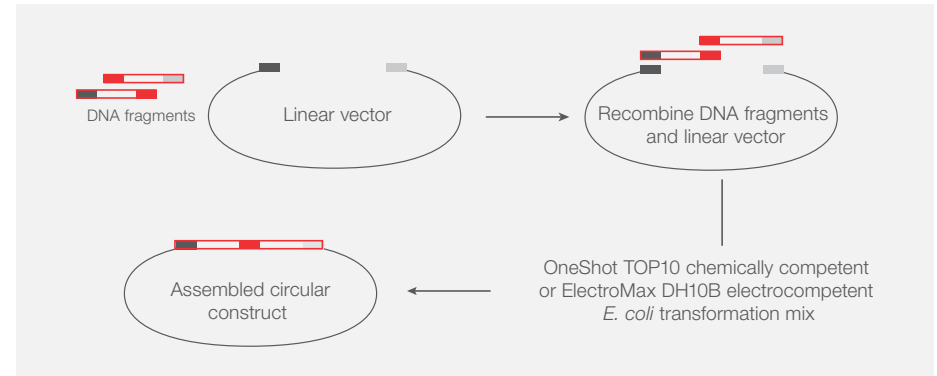 DNA fragments
Linear vector
Recombine DNA fragments
and linear vector
OneShot TOP10 chemically competent
or ElectroMax DH10B electrocompetent
E. coli transformation mix
Assembled circular
construct